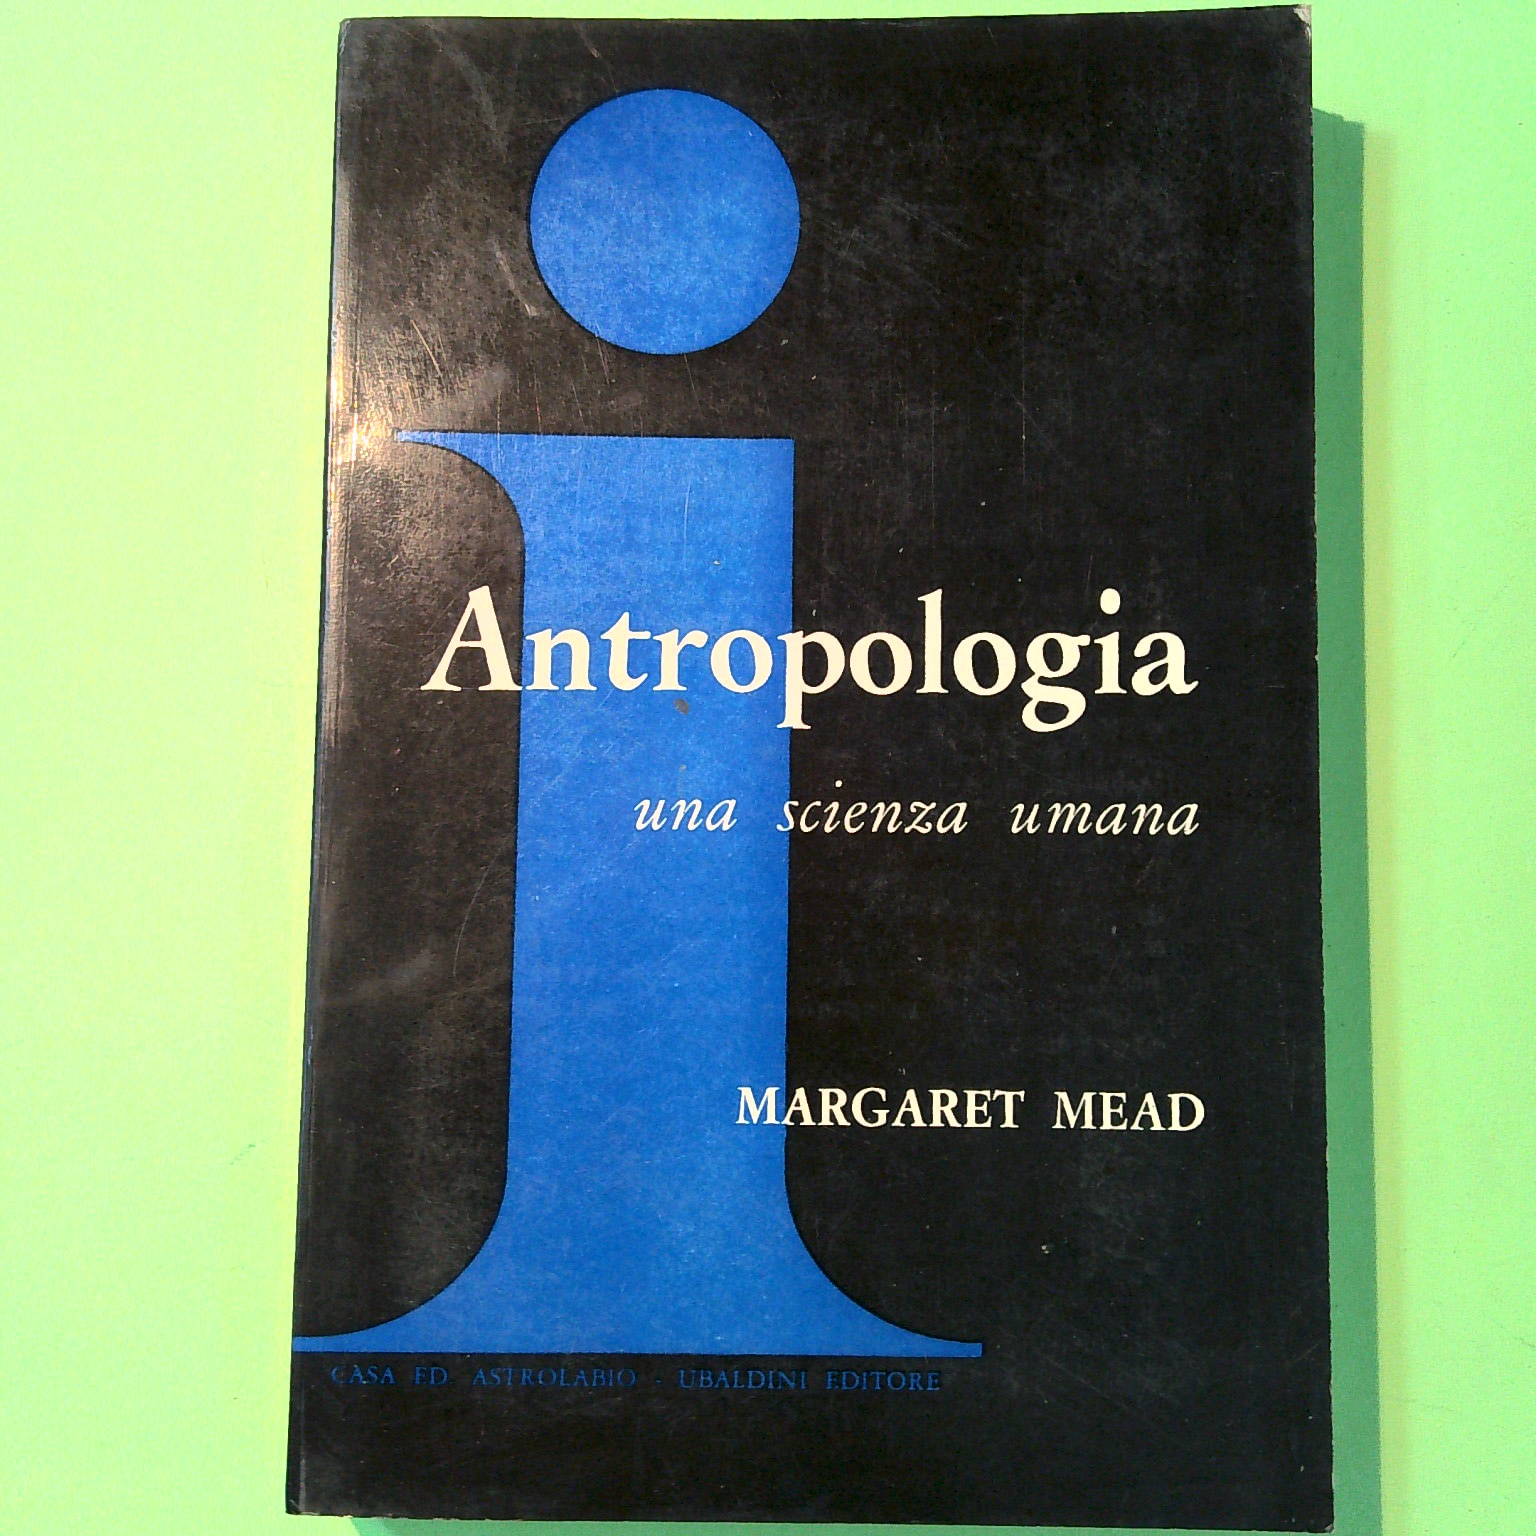 i
Antropologia
una scienza umana
MARGARET MEAD
CASA ED. ASTROLABIO - UBALDINI EDITORE